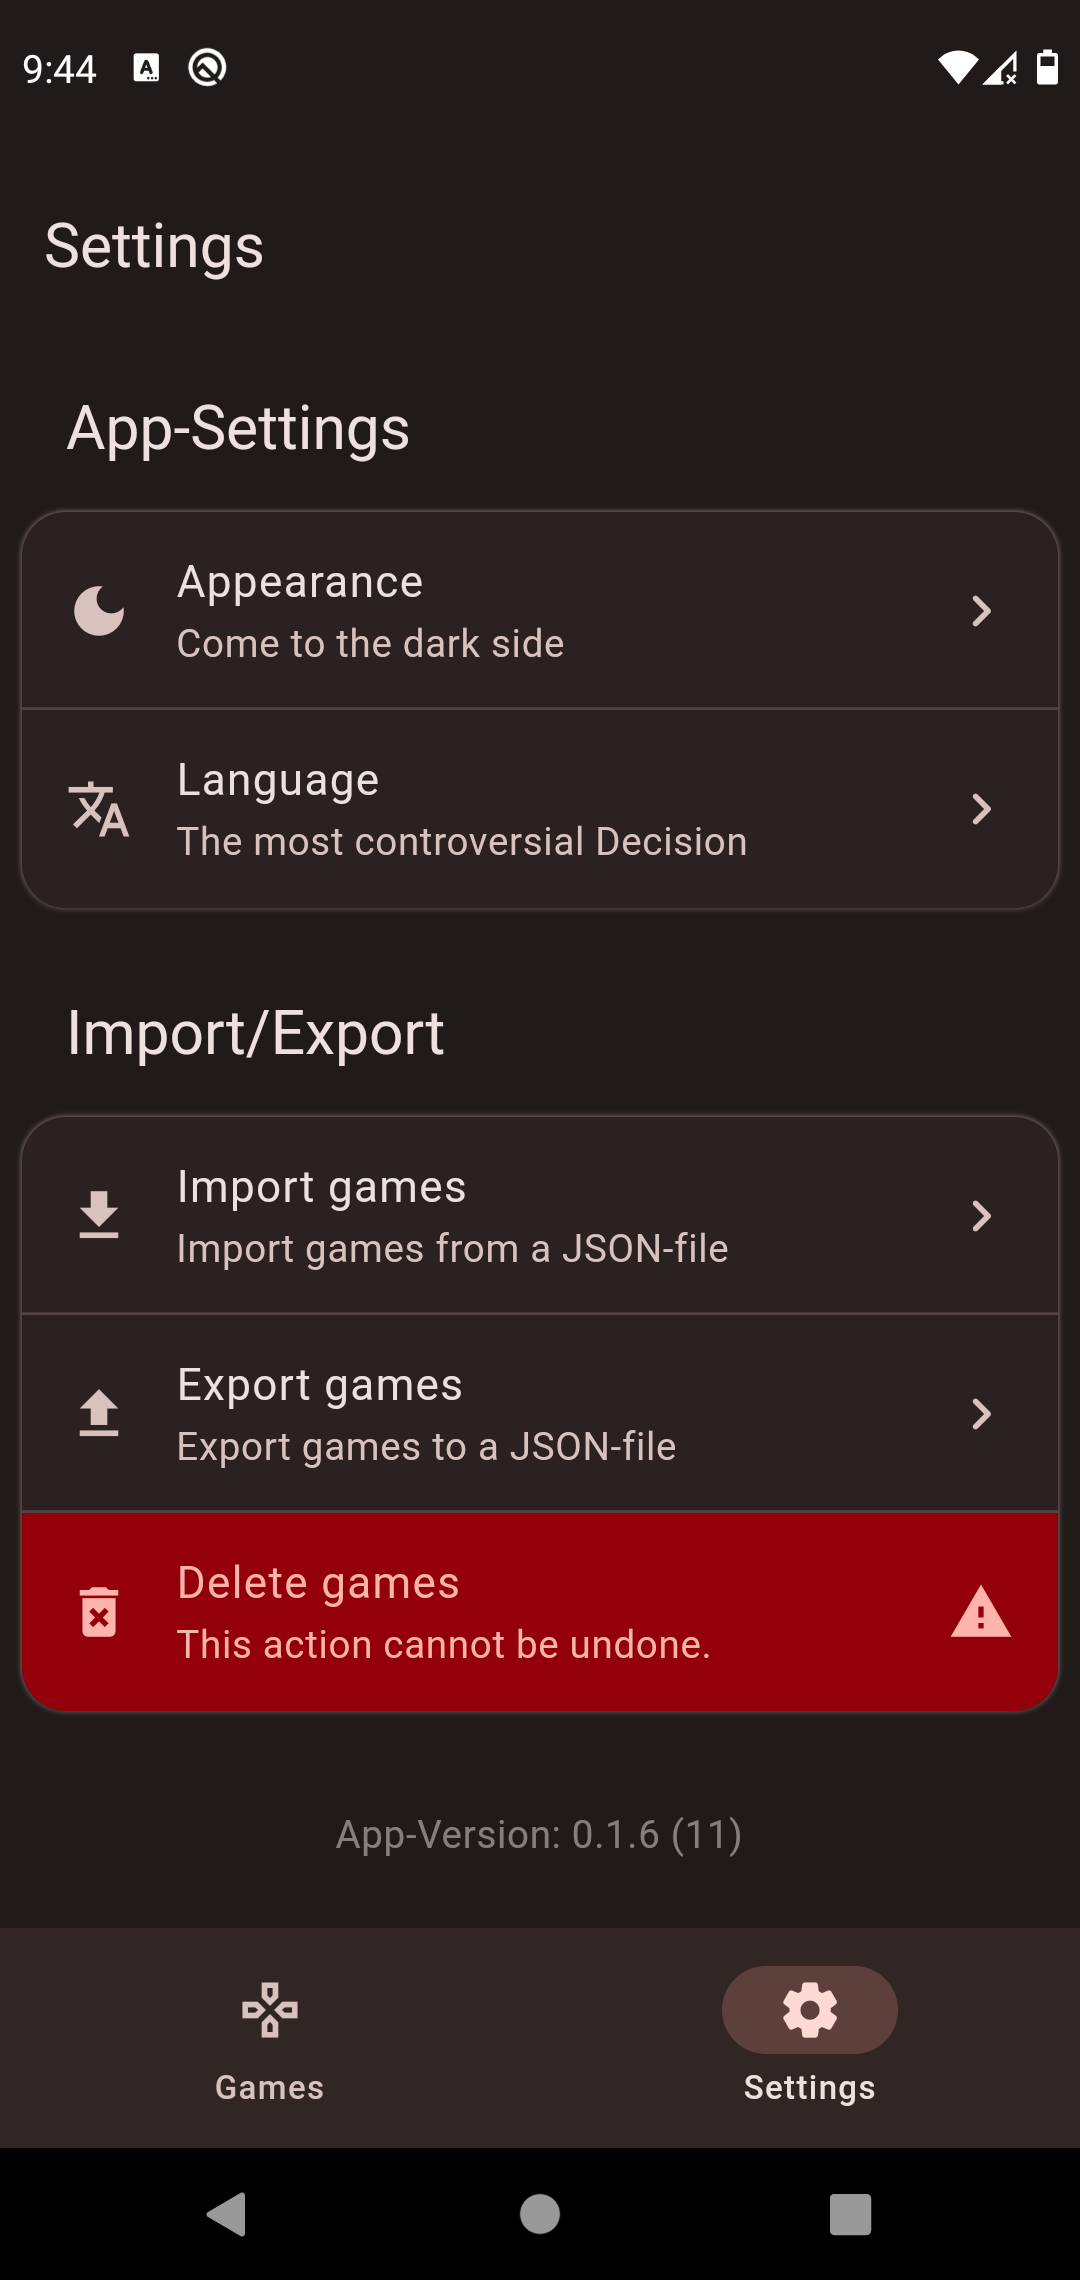 9:44
Settings
App-Settings
Appearance
Come to the dark side
Language
The most controversial Decision
Import/Export
Import games
Import games from a JSON-file
Export games
Export games to a JSON-file
Delete games
This action cannot be undone.
App-Version: 0.1.6 (11)
Games
Settings